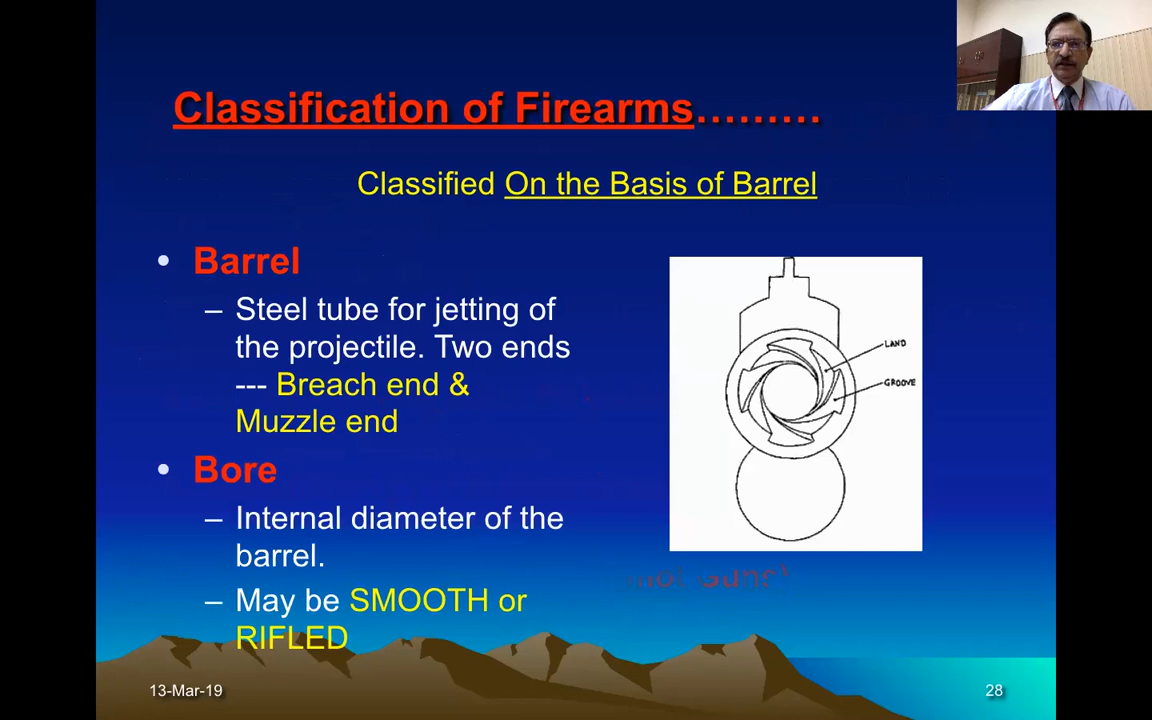 Classification of Firearms.........
Classified On the Basis of Barrel
• Barrel
– Steel tube for jetting of
the projectile. Two ends
--- Breach end &
Muzzle end
LAND
GROOVE
• Bore
– Internal diameter of the
barrel.
– May be SMOOTH or
RIFLED
13-Mar-19
28